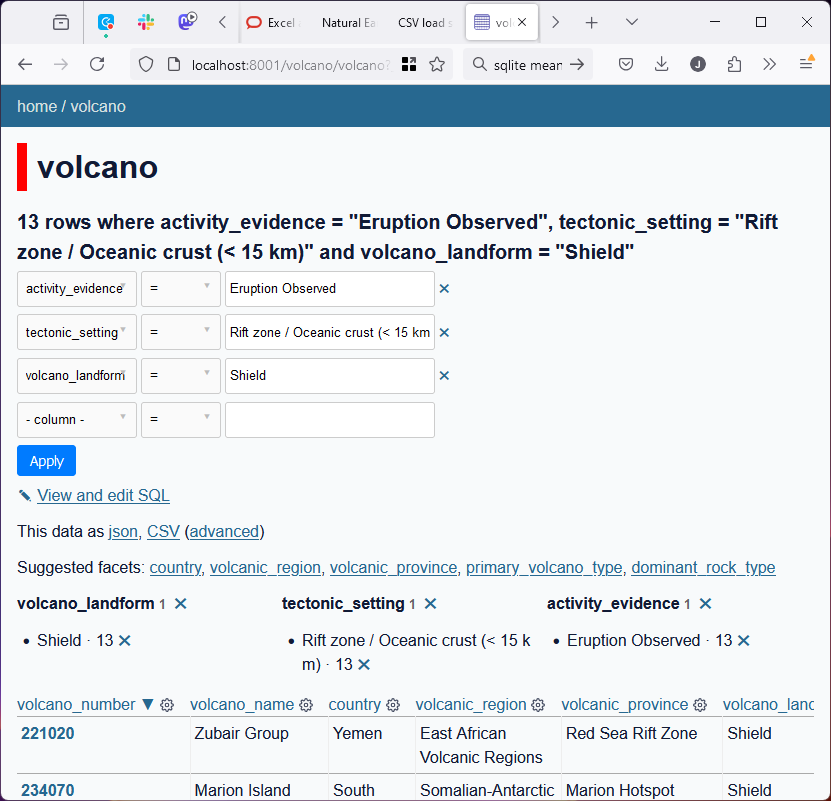 Excel
Natural Ea
CSV load s
vol
localhost:8001/volcano/volcano?
sqlite mean
J
home / volcano
volcano
13 rows where activity_evidence = "Eruption Observed", tectonic_setting = "Rift
zone / Oceanic crust (< 15 km)" and volcano_landform = "Shield"
activity_evidence = Eruption Observed
tectonic_setting = Rift zone / Oceanic crust (< 15 km
volcano_landform = Shield
- column - =
Apply
View and edit SQL
This data as json, CSV (advanced)
Suggested facets: country, volcanic_region, volcanic_province, primary_volcano_type, dominant_rock_type
volcano_landform 1
Shield · 13
tectonic_setting 1
Rift zone / Oceanic crust (< 15 k
m) · 13
activity_evidence 1
Eruption Observed · 13
volcano_number ▼ volcano_name country volcanic_region volcanic_province volcano_land
221020 Zubair Group Yemen East African Red Sea Rift Zone Shield
Volcanic Regions
234070 Marion Island South Somalian-Antarctic Marion Hotspot Shield